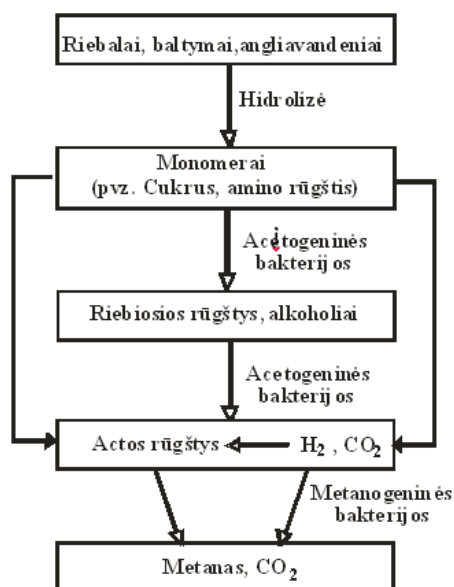 Riebalai, baltymai,angliavandeniai
Hidrolizė
Monomerai
(pvz. Cukrus, amino rūgštis)
Acetogeninės
bakterijos
Riebiosios rūgštys, alkoholiai
Acetogeninės
bakterijos
Actos rūgštys H₂ , CO₂
Metanogeninės
bakterijos
Metanas, CO₂